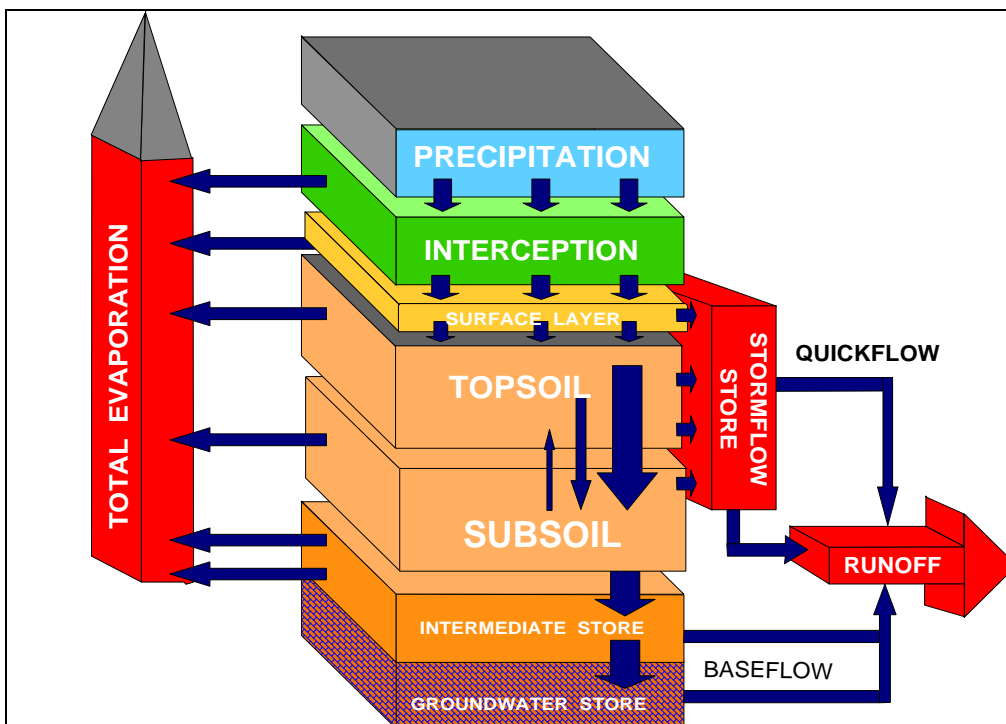 PRECIPITATION
INTERCEPTION
SURFACE LAYER
TOPSOIL
SUBSOIL
INTERMEDIATE STORE
GROUNDWATER STORE
TOTAL EVAPORATION
STORMFLOW
STORE
QUICKFLOW
RUNOFF
BASEFLOW